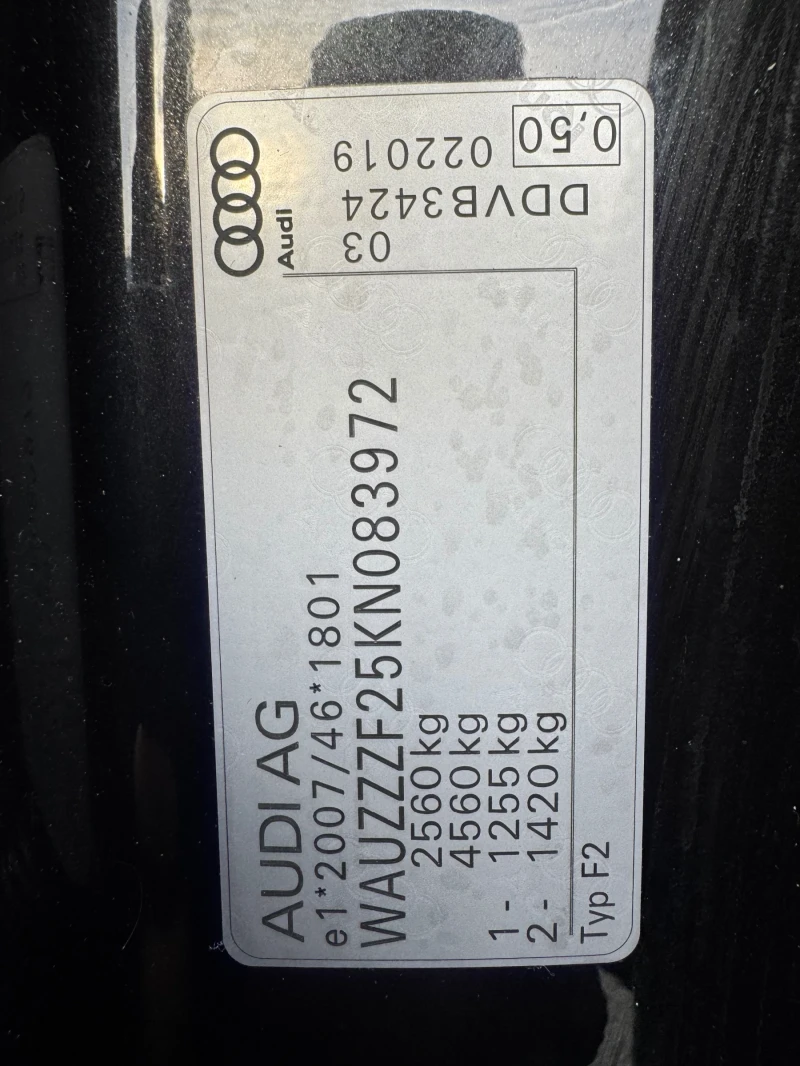 AUDI AG
e1*2007/46*1801
WAUZZZF25KN083972
2560 kg
4560 kg
1 - 1255 kg
2 - 1420 kg
Typ F2
Audi
03
DDVB3424
022019
0,50